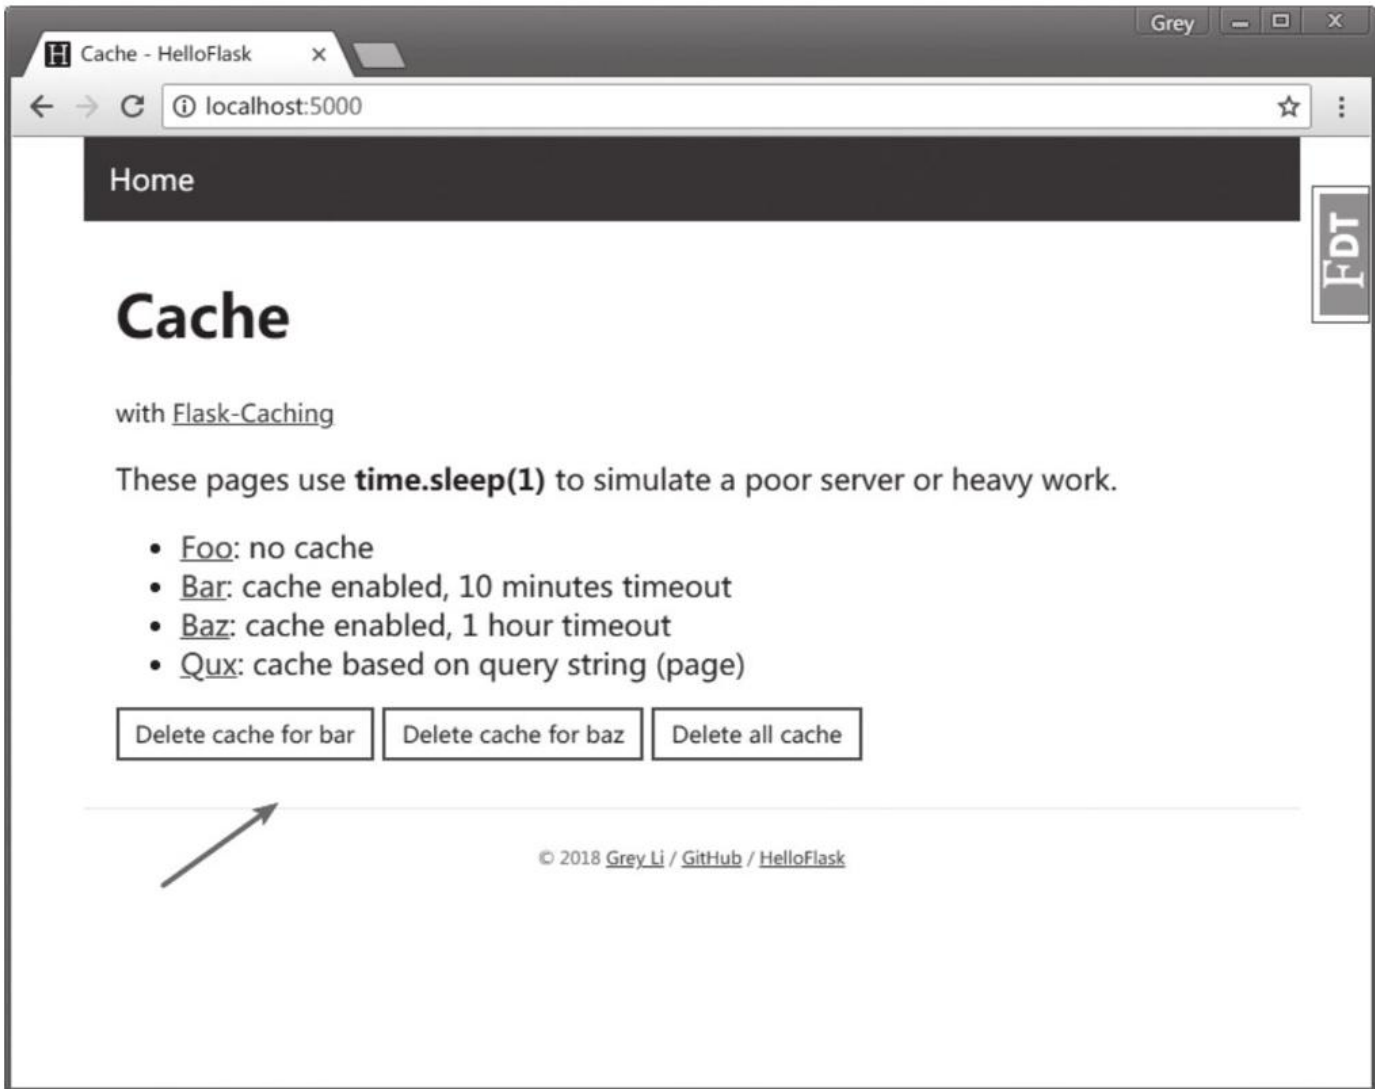 Grey
Cache - HelloFlask
localhost:5000
Home
FDT
Cache
with Flask-Caching
These pages use time.sleep(1) to simulate a poor server or heavy work.
• Foo: no cache
• Bar: cache enabled, 10 minutes timeout
• Baz: cache enabled, 1 hour timeout
• Qux: cache based on query string (page)
Delete cache for bar Delete cache for baz Delete all cache
© 2018 Grey Li / GitHub / HelloFlask